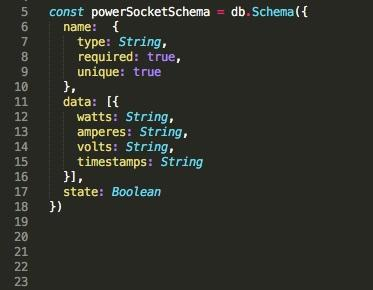 5 const powerSocketSchema = db.Schema({
6 name: {
7 type: String,
8 required: true,
9 unique: true
10 },
11 data: [{
12 watts: String,
13 amperes: String,
14 volts: String,
15 timestamps: String
16 }],
17 state: Boolean
18 })
19
20
21
22
23